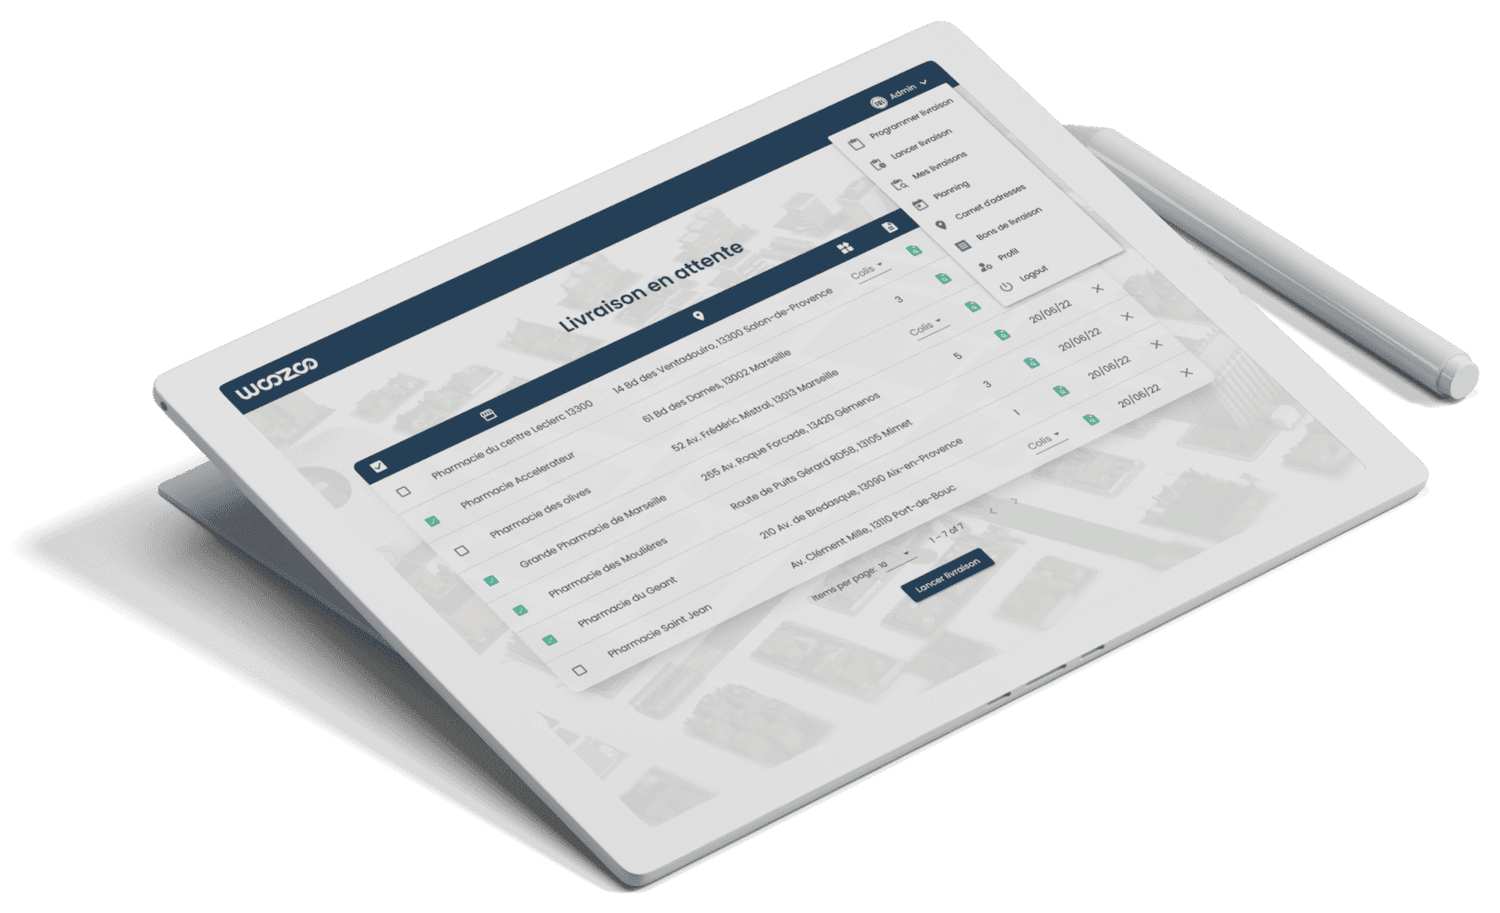 woozoo
Admin
Programmer livraison
Lancer livraison
Mes livraisons
Planning
Carnet d'adresses
Bons de livraison
Profil
Logout
Livraison en attente
Pharmacie du centre Leclerc 13300 14 Bd des Ventadouiro, 13300 Salon-de-Provence Colis
Pharmacie Accelerateur 61 Bd des Dames, 13002 Marseille 3
Pharmacie des olives 52 Av. Frédéric Mistral, 13013 Marseille Colis
Grande Pharmacie de Marseille 265 Av. Roque Forcade, 13420 Gémenos 5 20/06/22
Pharmacie des Moulières Route de Puits Gérard RD58, 13105 Mimet 3 20/06/22
Pharmacie du Geant 210 Av. de Bredasque, 13090 Aix-en-Provence 1 20/06/22
Pharmacie Saint Jean Av. Clément Mille, 13110 Port-de-Bouc Colis 20/06/22
Items per page: 10 1 – 7 of 7
Lancer livraison